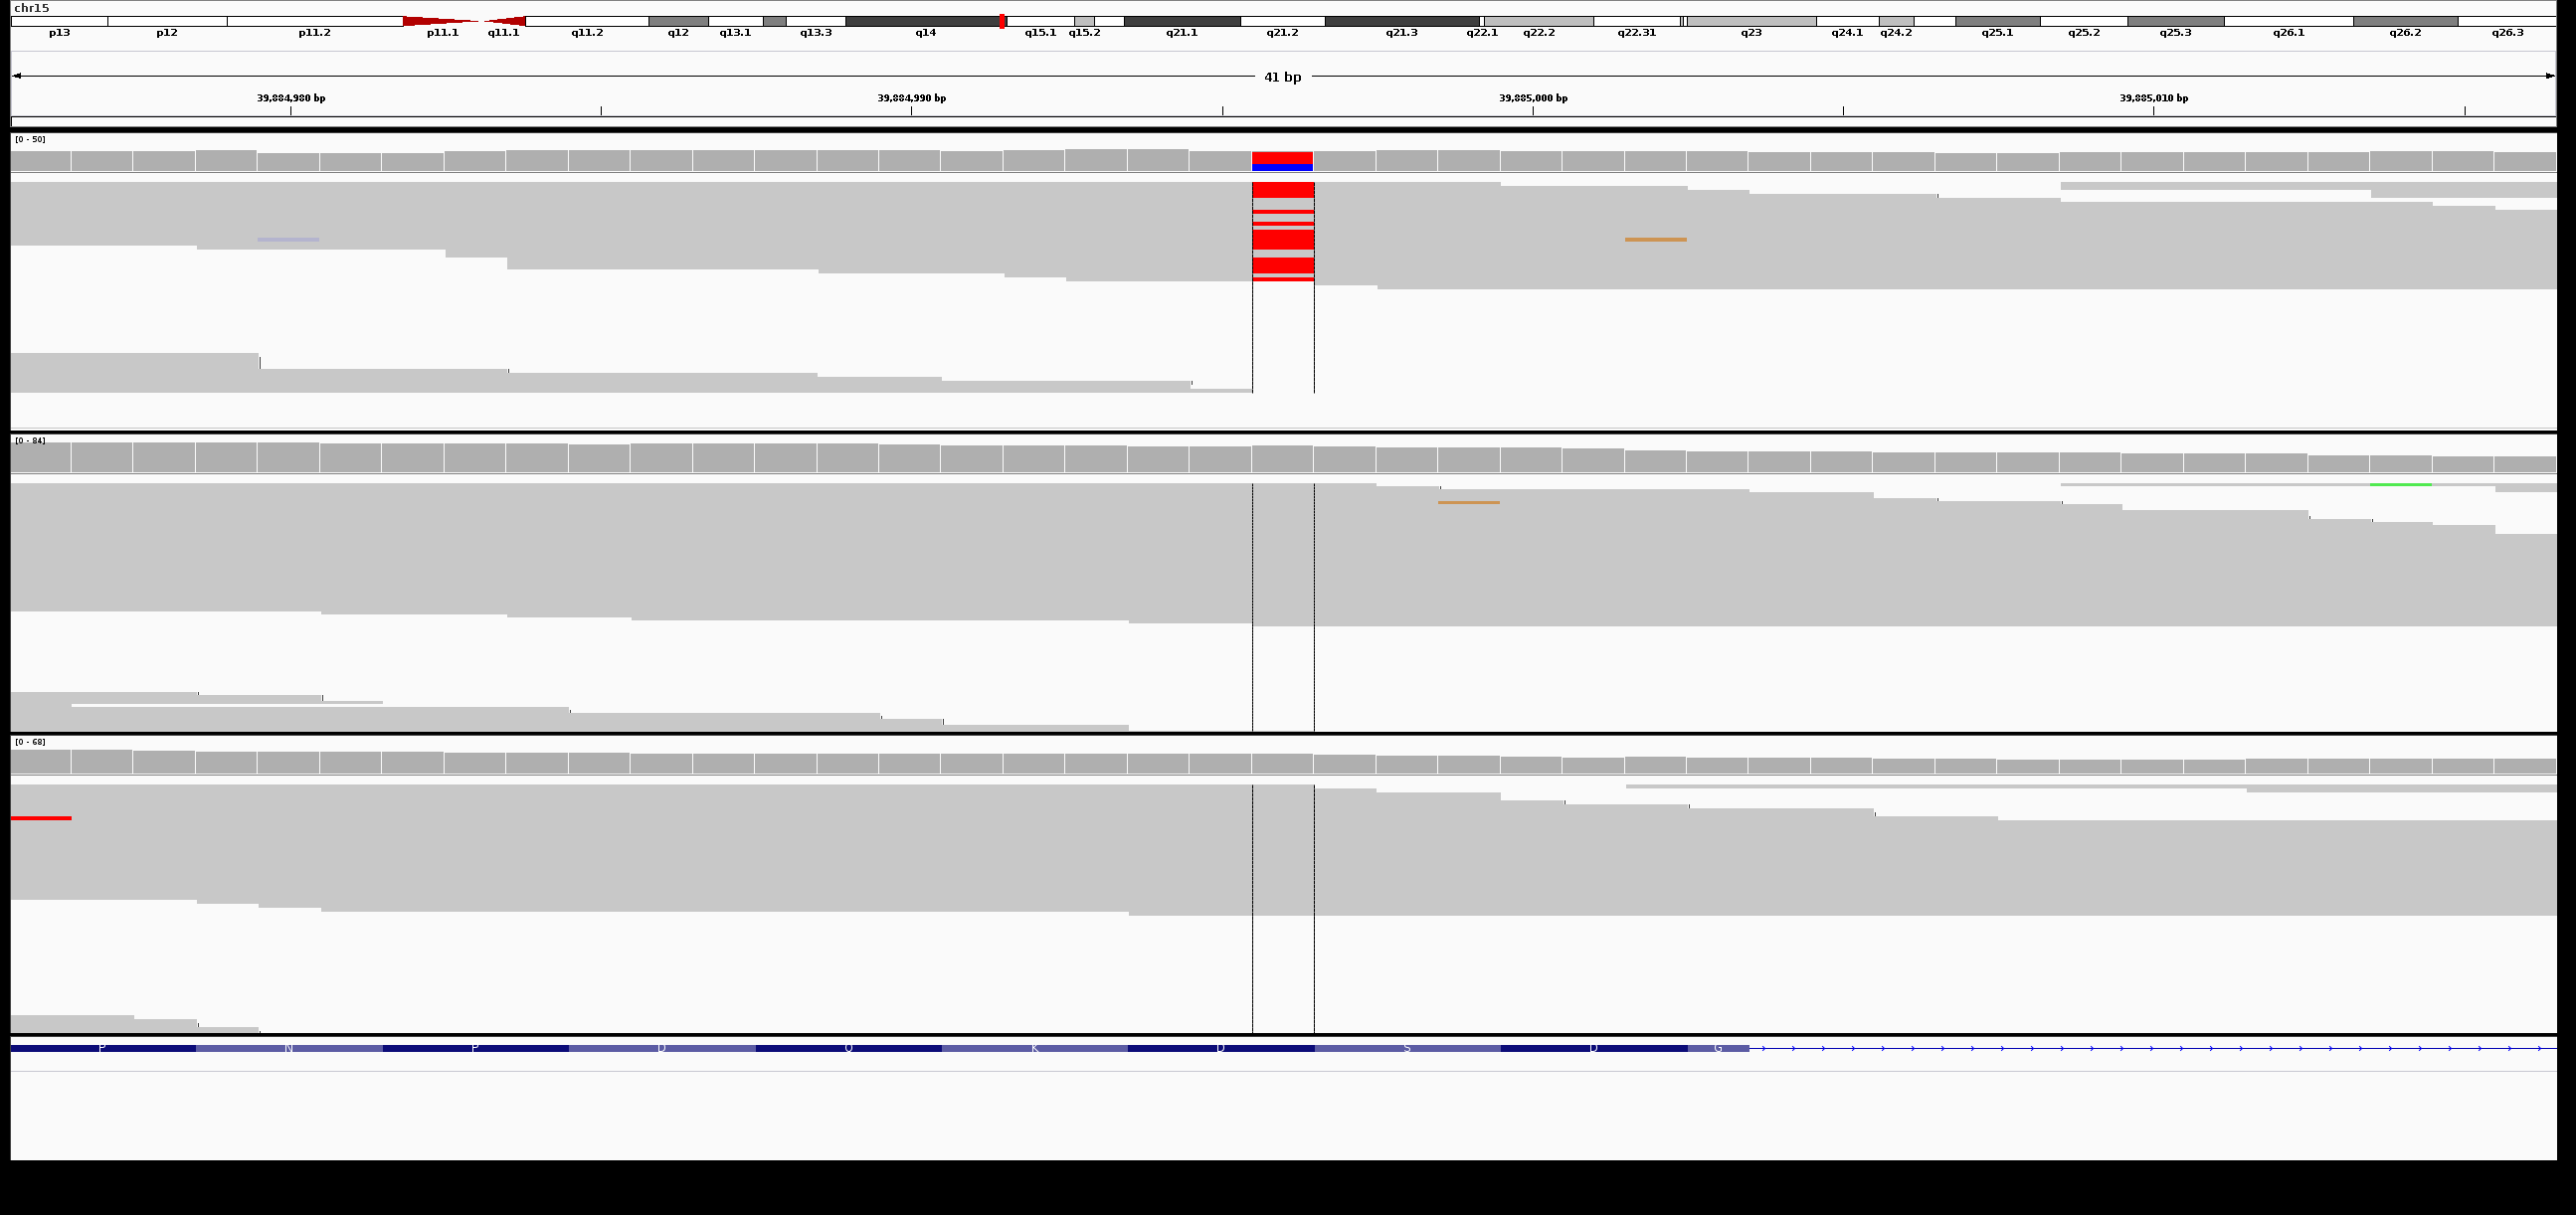 chr15
p13 p12 p11.2 p11.1 q11.1 q11.2 q12 q13.1 q13.3 q14 q15.1 q15.2 q21.1 q21.2 q21.3 q22.1 q22.2 q22.31 q23 q24.1 q24.2 q25.1 q25.2 q25.3 q26.1 q26.2 q26.3
41 bp
39,884,980 bp 39,884,990 bp 39,885,000 bp 39,885,010 bp
[0 - 50]
[0 - 84]
[0 - 68]
P N P D Q K D S D G